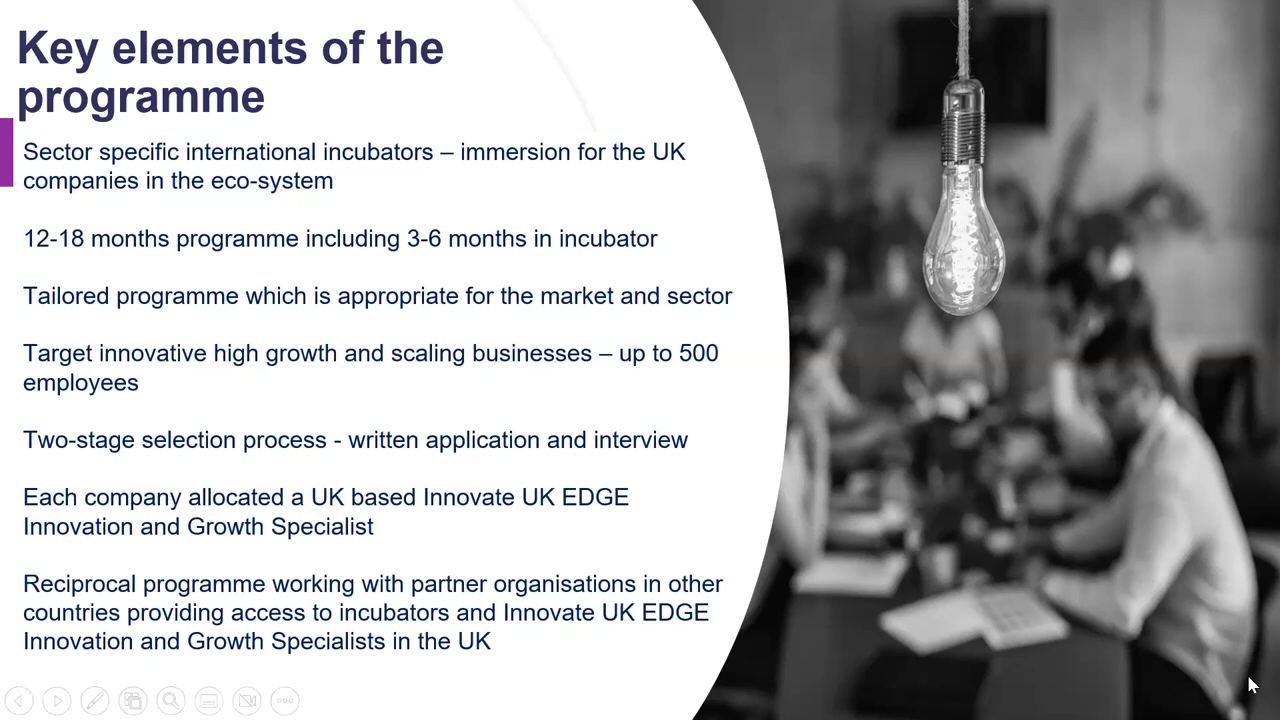 Key elements of the
programme
Sector specific international incubators – immersion for the UK
companies in the eco-system
12-18 months programme including 3-6 months in incubator
Tailored programme which is appropriate for the market and sector
Target innovative high growth and scaling businesses – up to 500
employees
Two-stage selection process - written application and interview
Each company allocated a UK based Innovate UK EDGE
Innovation and Growth Specialist
Reciprocal programme working with partner organisations in other
countries providing access to incubators and Innovate UK EDGE
Innovation and Growth Specialists in the UK